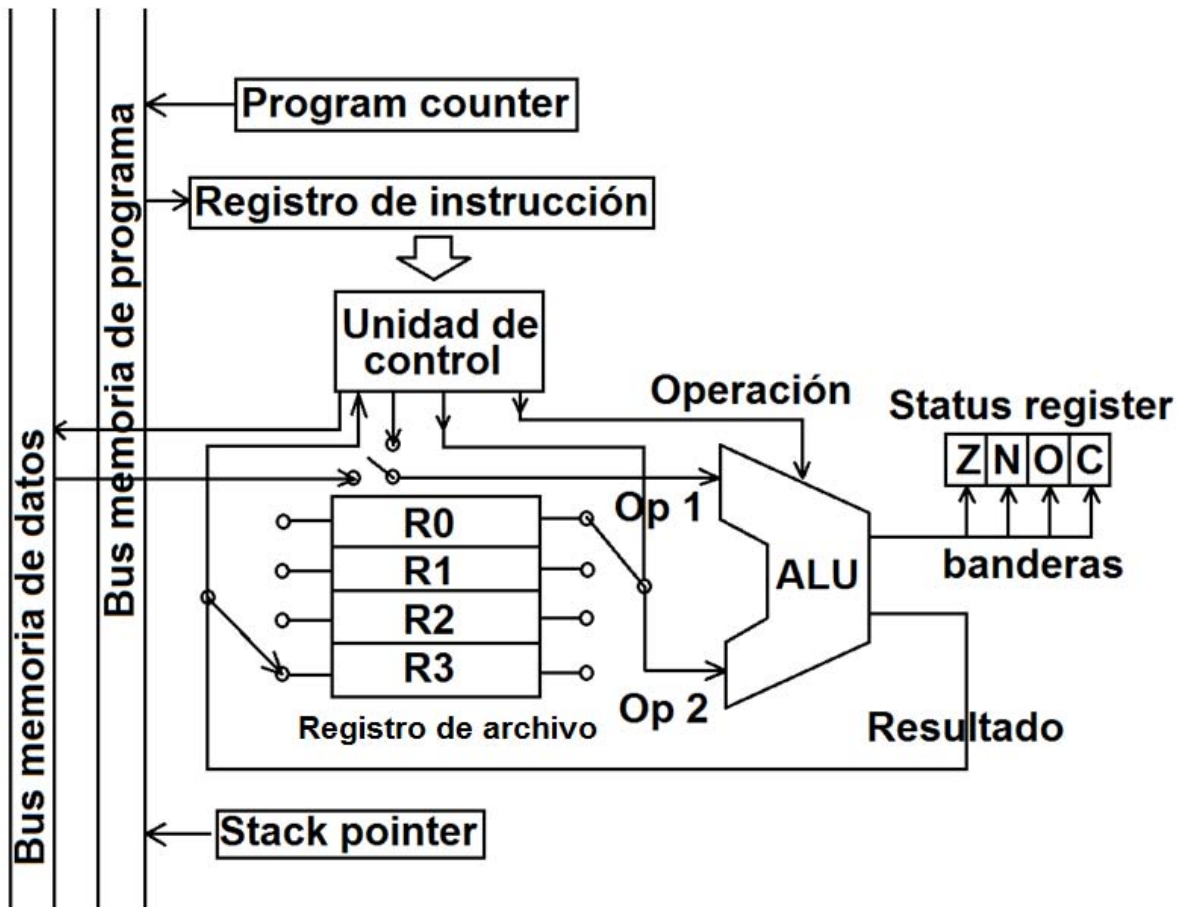 Bus memoria de datos
Bus memoria de programa
Program counter
Registro de instrucción
Unidad de
control
Operación
Status register
Z N O C
banderas
Op 1
R0
R1
R2
R3
ALU
Op 2
Registro de archivo
Resultado
Stack pointer